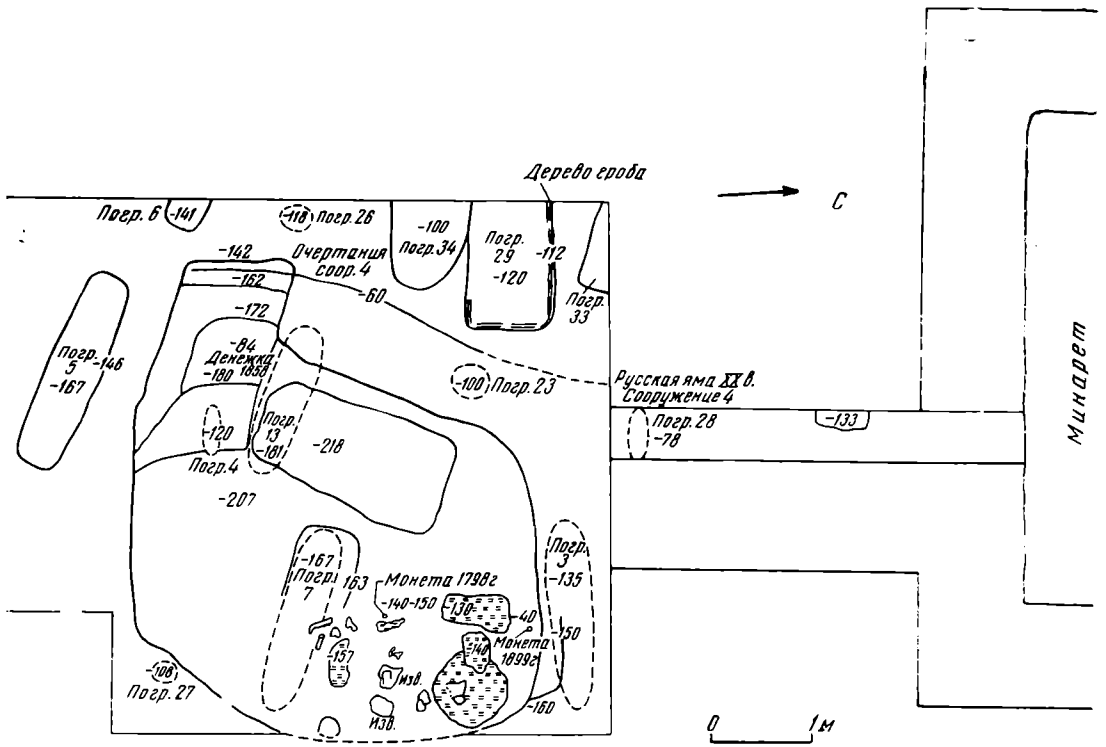 Дерево гроба
С
Погр. 6
-141
-118
Погр. 26
-100
Погр. 34
Погр.
29
-120
-112
Погр.
33
-142
Очертания
соор. 4
-162
-60
-172
Погр.
5
-146
-167
-84
Денежка
-180
1858
-100
Погр. 23
Русская яма XX в.
Сооружение 4
Погр. 28
-78
-133
Минарет
-120
Погр. 4
Погр.
13
-181
-218
-207
-167
Погр.
7
163
Монета 1798г
-140-150
-130
-40
Монета
1899г
Погр.
3
-135
-150
-157
-140
Изв.
Изв.
-160
-108
Погр. 27
0 1м